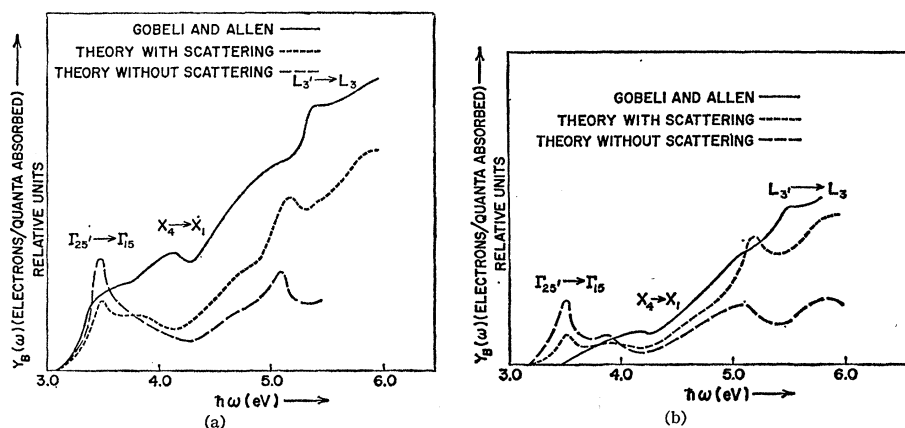 GOBELI AND ALLEN
THEORY WITH SCATTERING
THEORY WITHOUT SCATTERING
L3'→L3
X4→X1
Γ25'→Γ15
Y_B(ω)(ELECTRONS/QUANTA ABSORBED)
RELATIVE UNITS
3.0 4.0 5.0 6.0
ħω(eV)
(a)
GOBELI AND ALLEN
THEORY WITH SCATTERING
THEORY WITHOUT SCATTERING
L3'→L3
Γ25'→Γ15
X4→X1
Y_B(ω)(ELECTRONS/QUANTA ABSORBED)
RELATIVE UNITS
3.0 4.0 5.0 6.0
ħω(eV)
(b)